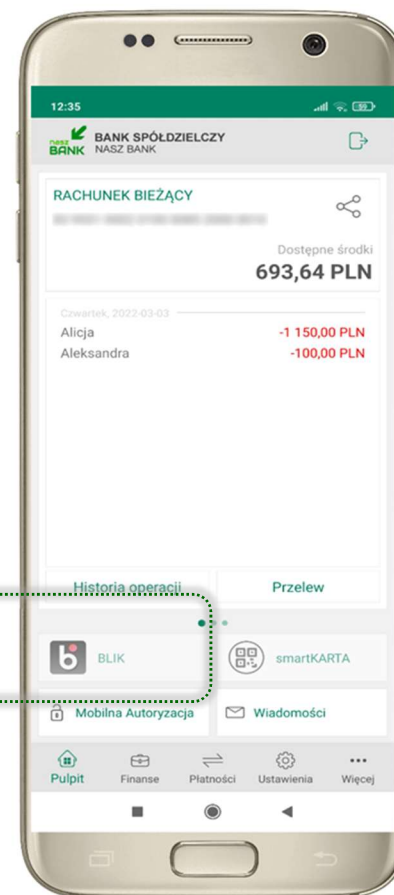 12:35
99
nasz BANK
BANK SPÓŁDZIELCZY
NASZ BANK
RACHUNEK BIEŻĄCY
Dostępne środki
693,64 PLN
Czwartek, 2022-03-03
Alicja -1 150,00 PLN
Aleksandra -100,00 PLN
Historia operacji Przelew
BLIK smartKARTA
Mobilna Autoryzacja Wiadomości
Pulpit Finanse Płatności Ustawienia Więcej